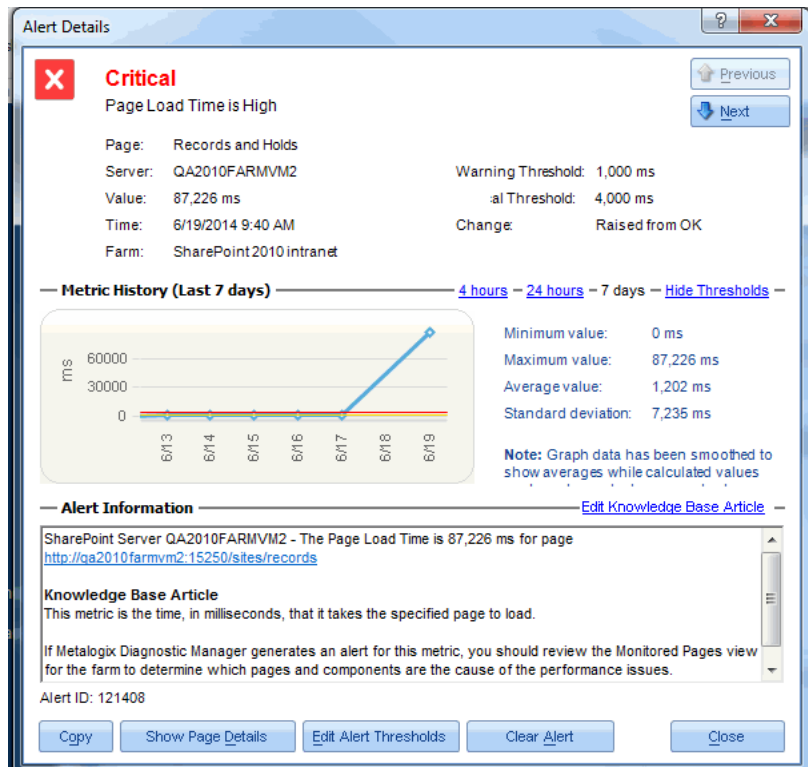 Alert Details
Critical
Page Load Time is High
Previous
Next
Page: Records and Holds
Server: QA2010FARMVM2 Warning Threshold: 1,000 ms
Value: 87,226 ms :al Threshold: 4,000 ms
Time: 6/19/2014 9:40 AM Change: Raised from OK
Farm: SharePoint 2010 intranet
Metric History (Last 7 days) 4 hours – 24 hours – 7 days – Hide Thresholds
ms
60000
30000
0
6/13 6/14 6/15 6/16 6/17 6/18 6/19
Minimum value: 0 ms
Maximum value: 87,226 ms
Average value: 1,202 ms
Standard deviation: 7,235 ms
Note: Graph data has been smoothed to
show averages while calculated values
Alert Information Edit Knowledge Base Article
SharePoint Server QA2010FARMVM2 - The Page Load Time is 87,226 ms for page
http://qa2010farmvm2:15250/sites/records
Knowledge Base Article
This metric is the time, in milliseconds, that it takes the specified page to load.
If Metalogix Diagnostic Manager generates an alert for this metric, you should review the Monitored Pages view
for the farm to determine which pages and components are the cause of the performance issues.
Alert ID: 121408
Copy Show Page Details Edit Alert Thresholds Clear Alert Close